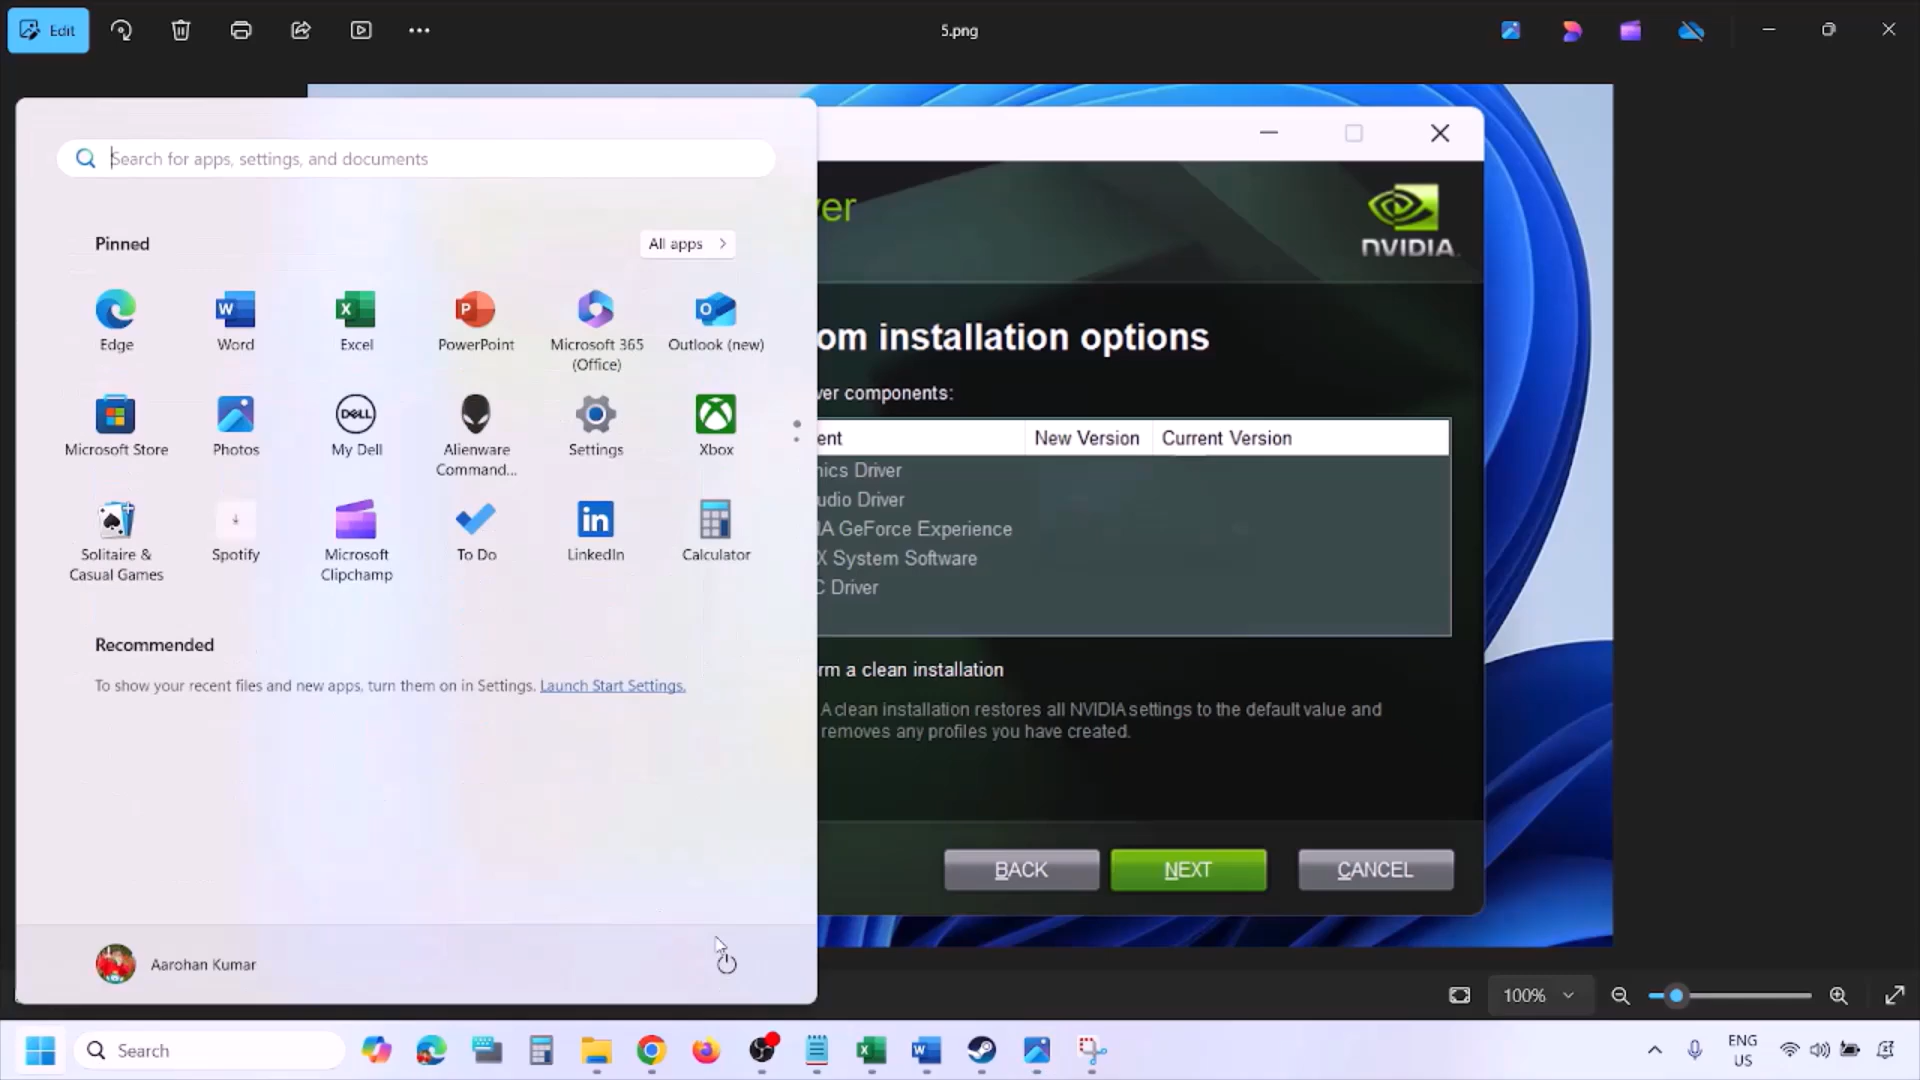 Edit
5.png
Search for apps, settings, and documents
Pinned
All apps
Edge
Word
Excel
PowerPoint
Microsoft 365
(Office)
Outlook (new)
Microsoft Store
Photos
DELL
My Dell
Alienware
Command...
Settings
Xbox
Solitaire &
Casual Games
Spotify
Microsoft
Clipchamp
To Do
LinkedIn
Calculator
Recommended
To show your recent files and new apps, turn them on in Settings. Launch Start Settings.
Aarohan Kumar
ver
NVIDIA
om installation options
ver components:
ent
New Version
Current Version
nics Driver
udio Driver
IA GeForce Experience
X System Software
C Driver
rm a clean installation
A clean installation restores all NVIDIA settings to the default value and
removes any profiles you have created.
BACK
NEXT
CANCEL
100%
Search
ENG
US